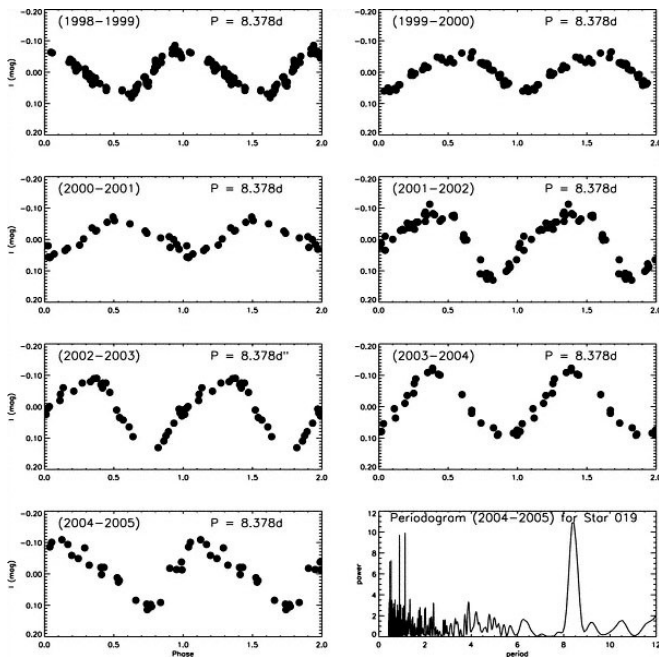 (1998-1999) P = 8.378d
-0.20
-0.10
0.00
0.10
0.20
I (mag)
0.0 0.5 1.0 1.5 2.0
(1999-2000) P = 8.378d
-0.20
-0.10
0.00
0.10
0.20
0.0 0.5 1.0 1.5 2.0
(2000-2001) P = 8.378d
-0.20
-0.10
0.00
0.10
0.20
I (mag)
0.0 0.5 1.0 1.5 2.0
(2001-2002) P = 8.378d
-0.20
-0.10
0.00
0.10
0.20
0.0 0.5 1.0 1.5 2.0
(2002-2003) P = 8.378d"
-0.20
-0.10
0.00
0.10
0.20
I (mag)
0.0 0.5 1.0 1.5 2.0
(2003-2004) P = 8.378d
-0.20
-0.10
0.00
0.10
0.20
0.0 0.5 1.0 1.5 2.0
(2004-2005) P = 8.378d
-0.20
-0.10
0.00
0.10
0.20
I (mag)
0.0 0.5 1.0 1.5 2.0
Phase
Periodogram (2004-2005) for Star 019
12
10
8
6
4
2
0
power
0 2 4 6 8 10 12
period